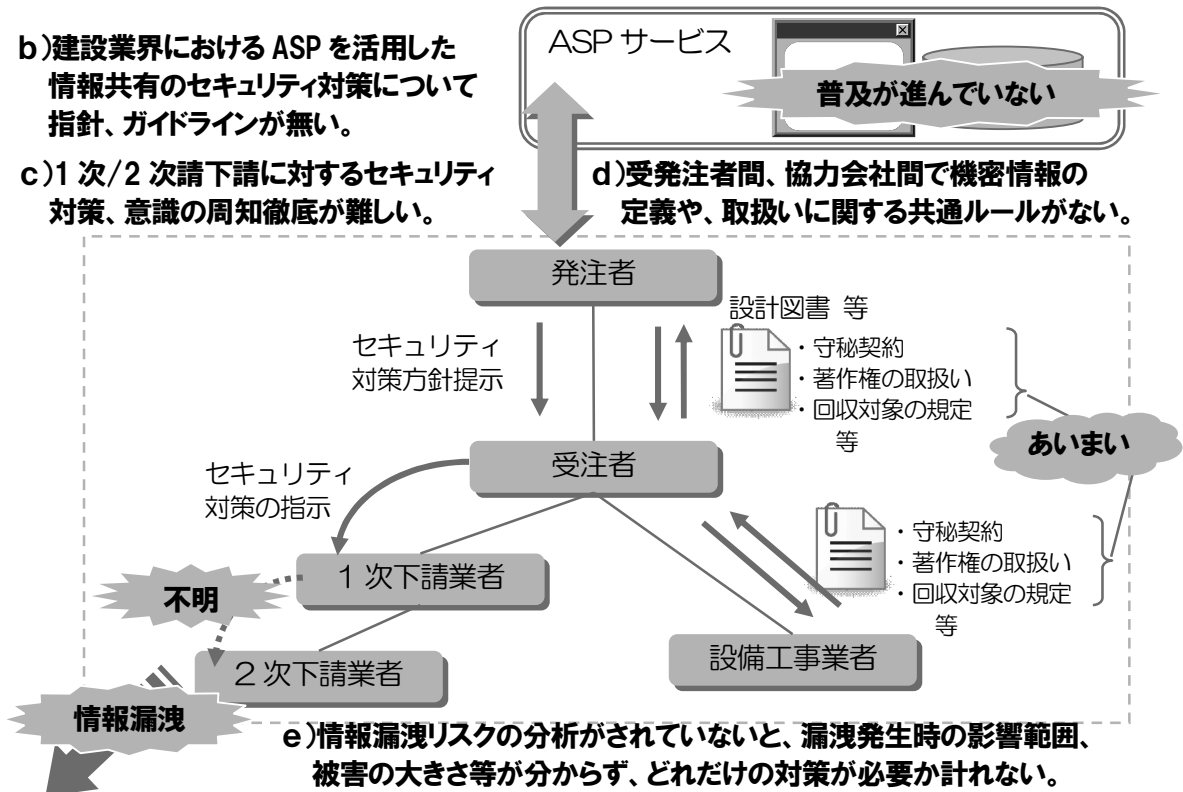 b)建設業界における ASP を活用した
情報共有のセキュリティ対策について
指針、ガイドラインが無い。
ASP サービス
普及が進んでいない
c)1 次/2 次請下請に対するセキュリティ
対策、意識の周知徹底が難しい。
d)受発注者間、協力会社間で機密情報の
定義や、取扱いに関する共通ルールがない。
発注者
設計図書 等
セキュリティ
対策方針提示
・守秘契約
・著作権の取扱い
・回収対象の規定
等
あいまい
受注者
セキュリティ
対策の指示
・守秘契約
・著作権の取扱い
・回収対象の規定
等
1 次下請業者
不明
2 次下請業者
設備工事業者
情報漏洩
e)情報漏洩リスクの分析がされていないと、漏洩発生時の影響範囲、
被害の大きさ等が分からず、どれだけの対策が必要か計れない。